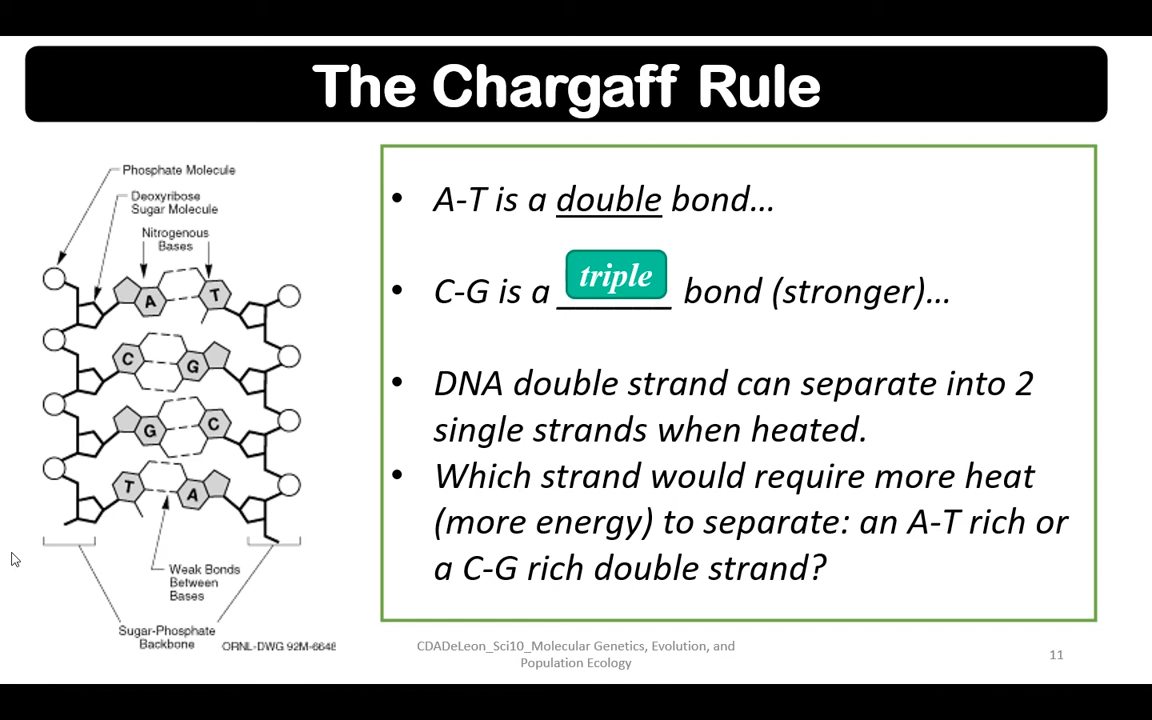 The Chargaff Rule
Phosphate Molecule
Deoxyribose
Sugar Molecule
Nitrogenous
Bases
A T
C G
G C
T A
Weak Bonds
Between
Bases
Sugar-Phosphate
Backbone
ORNL-DWG 92M-6648
• A-T is a double bond...
• C-G is a triple bond (stronger)...
• DNA double strand can separate into 2
single strands when heated.
• Which strand would require more heat
(more energy) to separate: an A-T rich or
a C-G rich double strand?
CDADeLeon_Sci10_Molecular Genetics, Evolution, and
Population Ecology
11